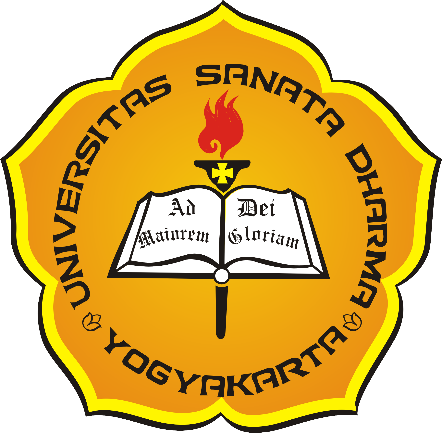 UNIVERSITAS SANATA DHARMA
Ad
Maiorem
Dei
Gloriam
YOGYAKARTA